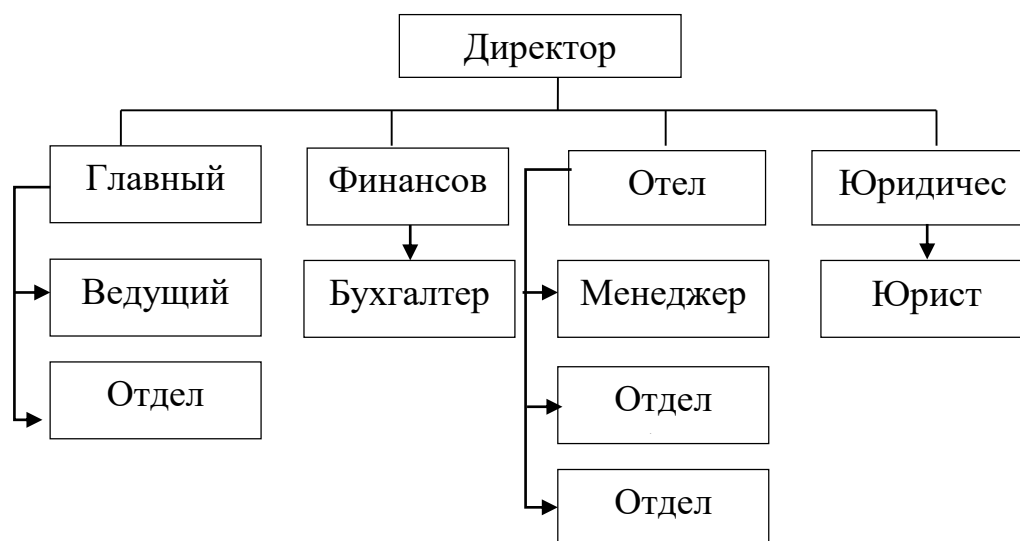 Директор
Главный
Финансов
Отел
Юридичес
Ведущий
Бухгалтер
Менеджер
Юрист
Отдел
Отдел
Отдел